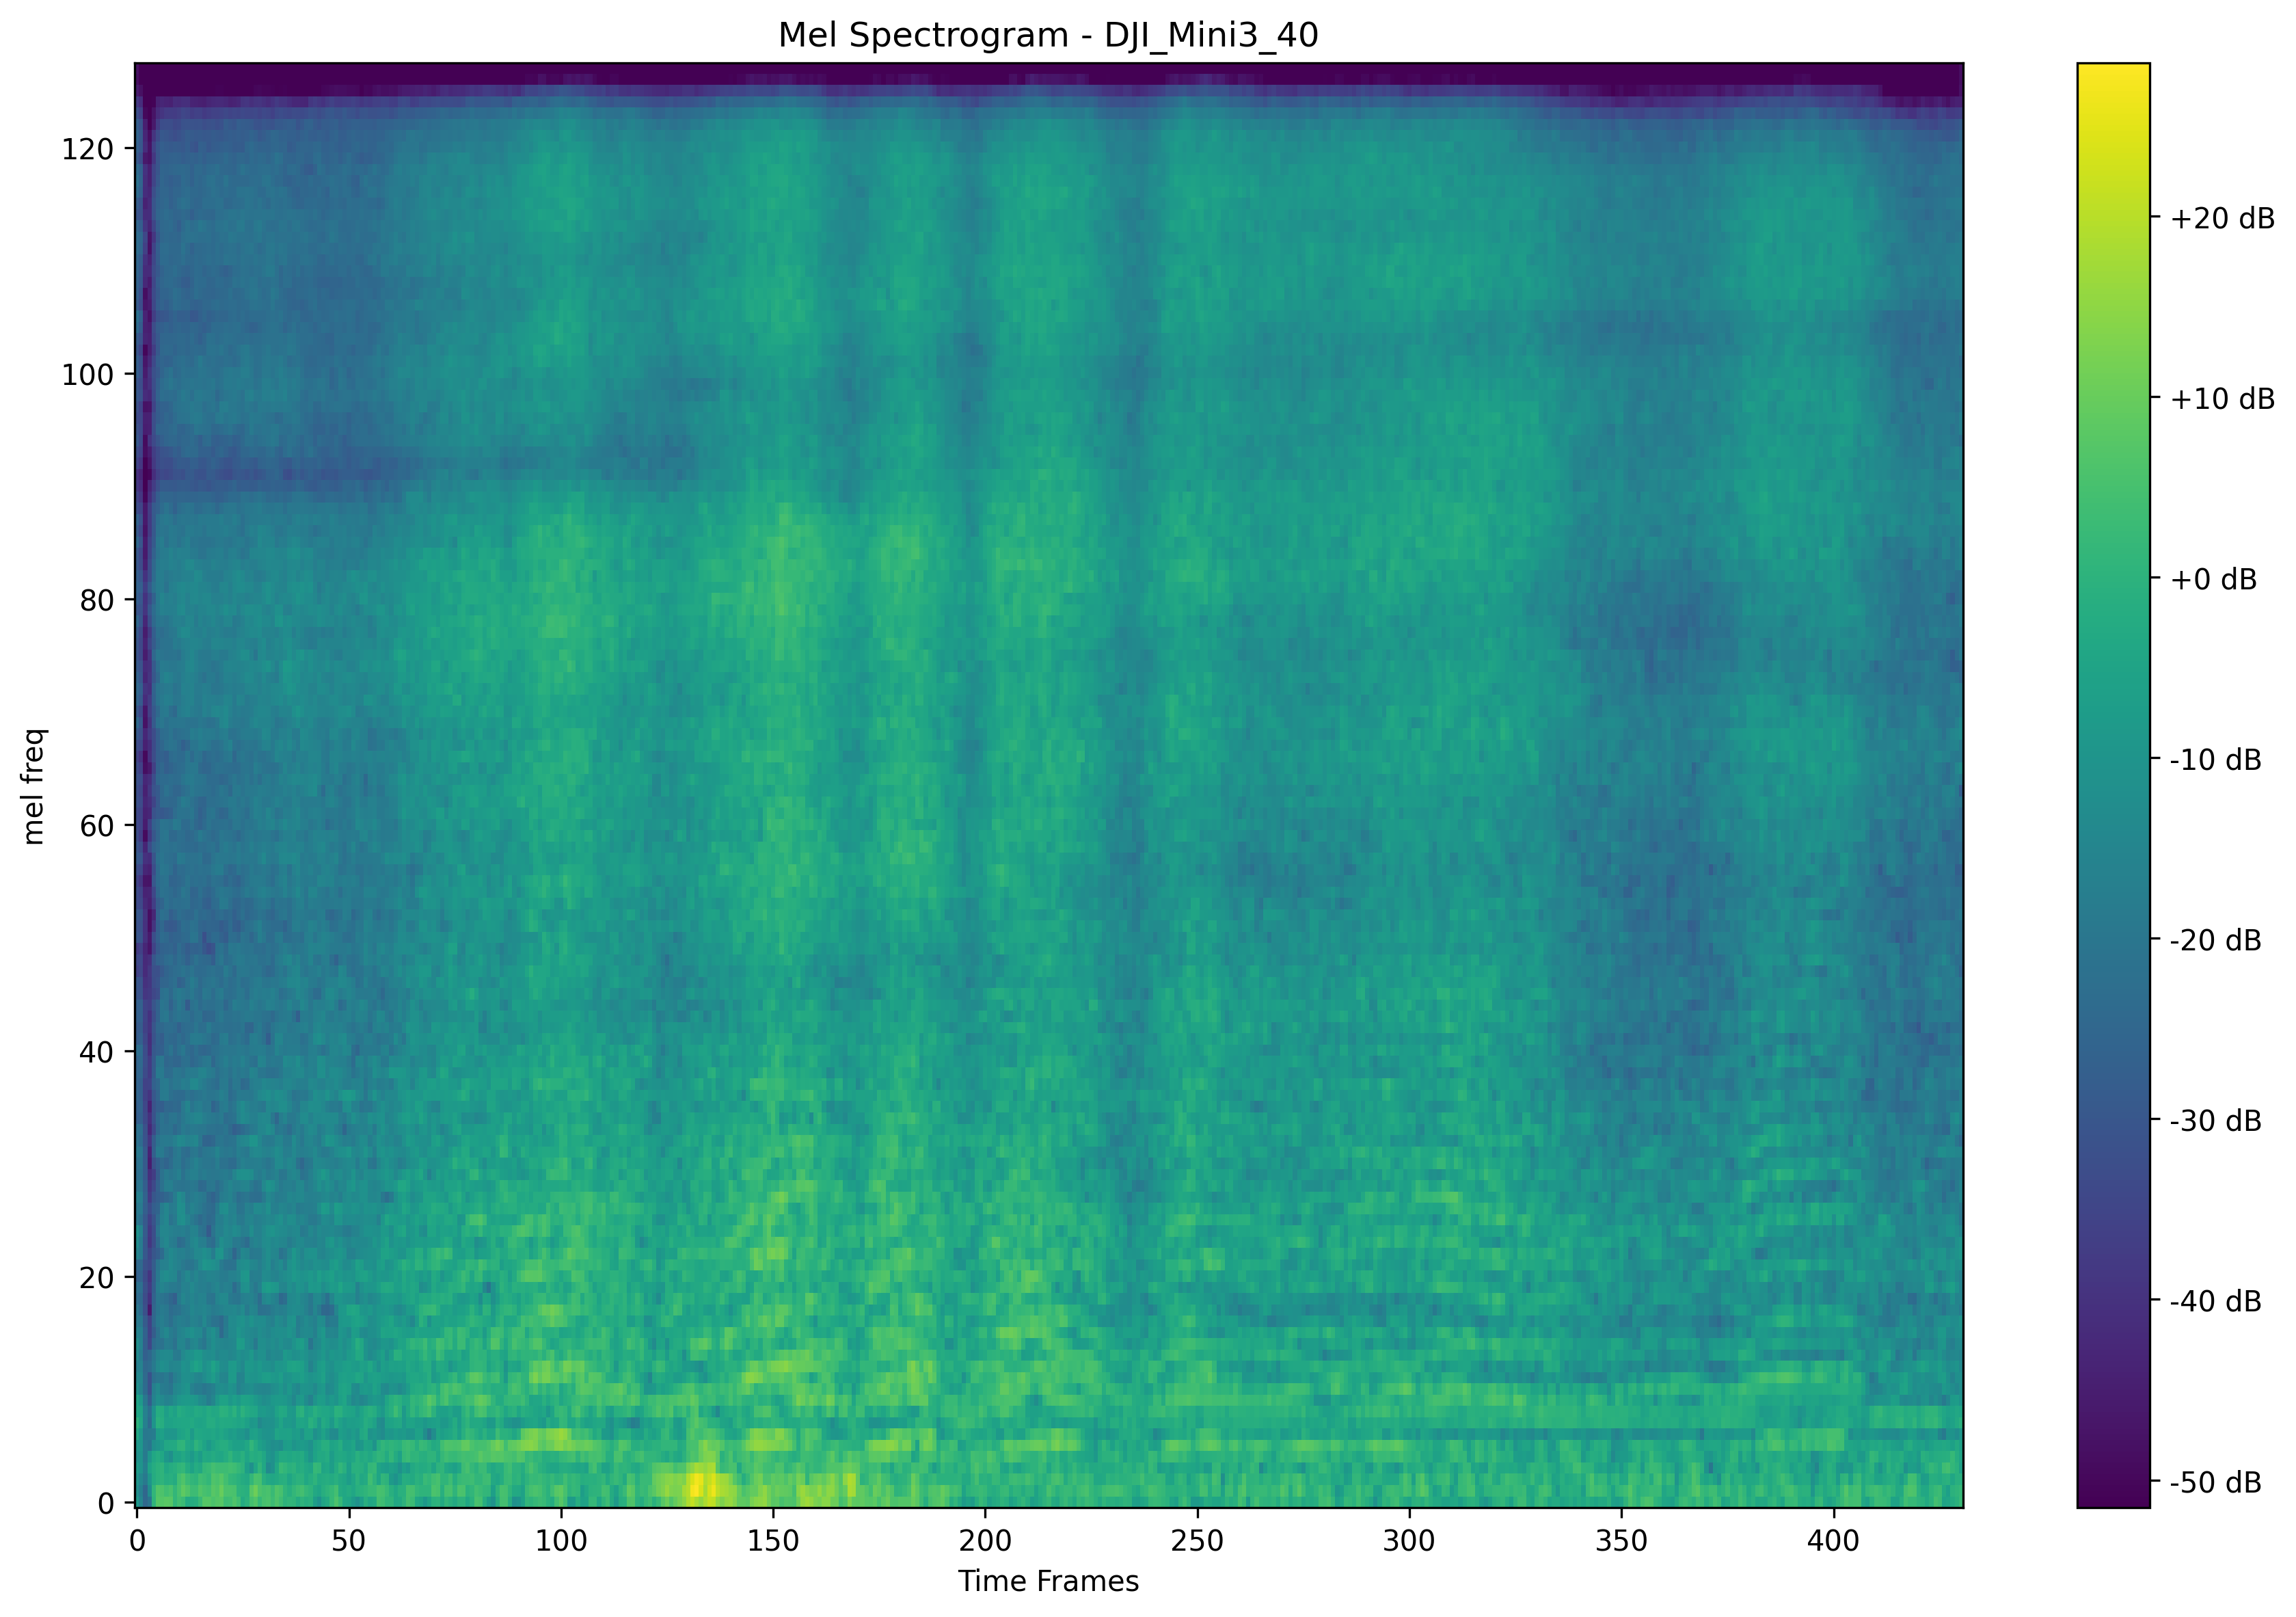 Mel Spectrogram - DJI_Mini3_40
mel freq
120
100
80
60
40
20
0
0 50 100 150 200 250 300 350 400
Time Frames
+20 dB
+10 dB
+0 dB
-10 dB
-20 dB
-30 dB
-40 dB
-50 dB